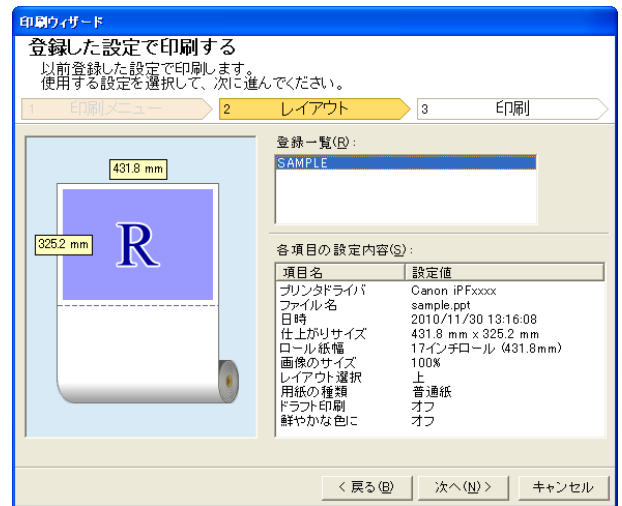 印刷ウィザード
登録した設定で印刷する
以前登録した設定で印刷します。
使用する設定を選択して、次に進んでください。
1 印刷メニュー 2 レイアウト 3 印刷
431.8 mm
325.2 mm
R
登録一覧(R):
SAMPLE
各項目の設定内容(S):
項目名 設定値
プリンタドライバ Canon iPFxxxx
ファイル名 sample.ppt
日時 2010/11/30 13:16:08
仕上がりサイズ 431.8 mm x 325.2 mm
ロール紙幅 17インチロール (431.8mm)
画像のサイズ 100%
レイアウト選択 上
用紙の種類 普通紙
ドラフト印刷 オフ
鮮やかな色に オフ
< 戻る(B) 次へ(N) > キャンセル